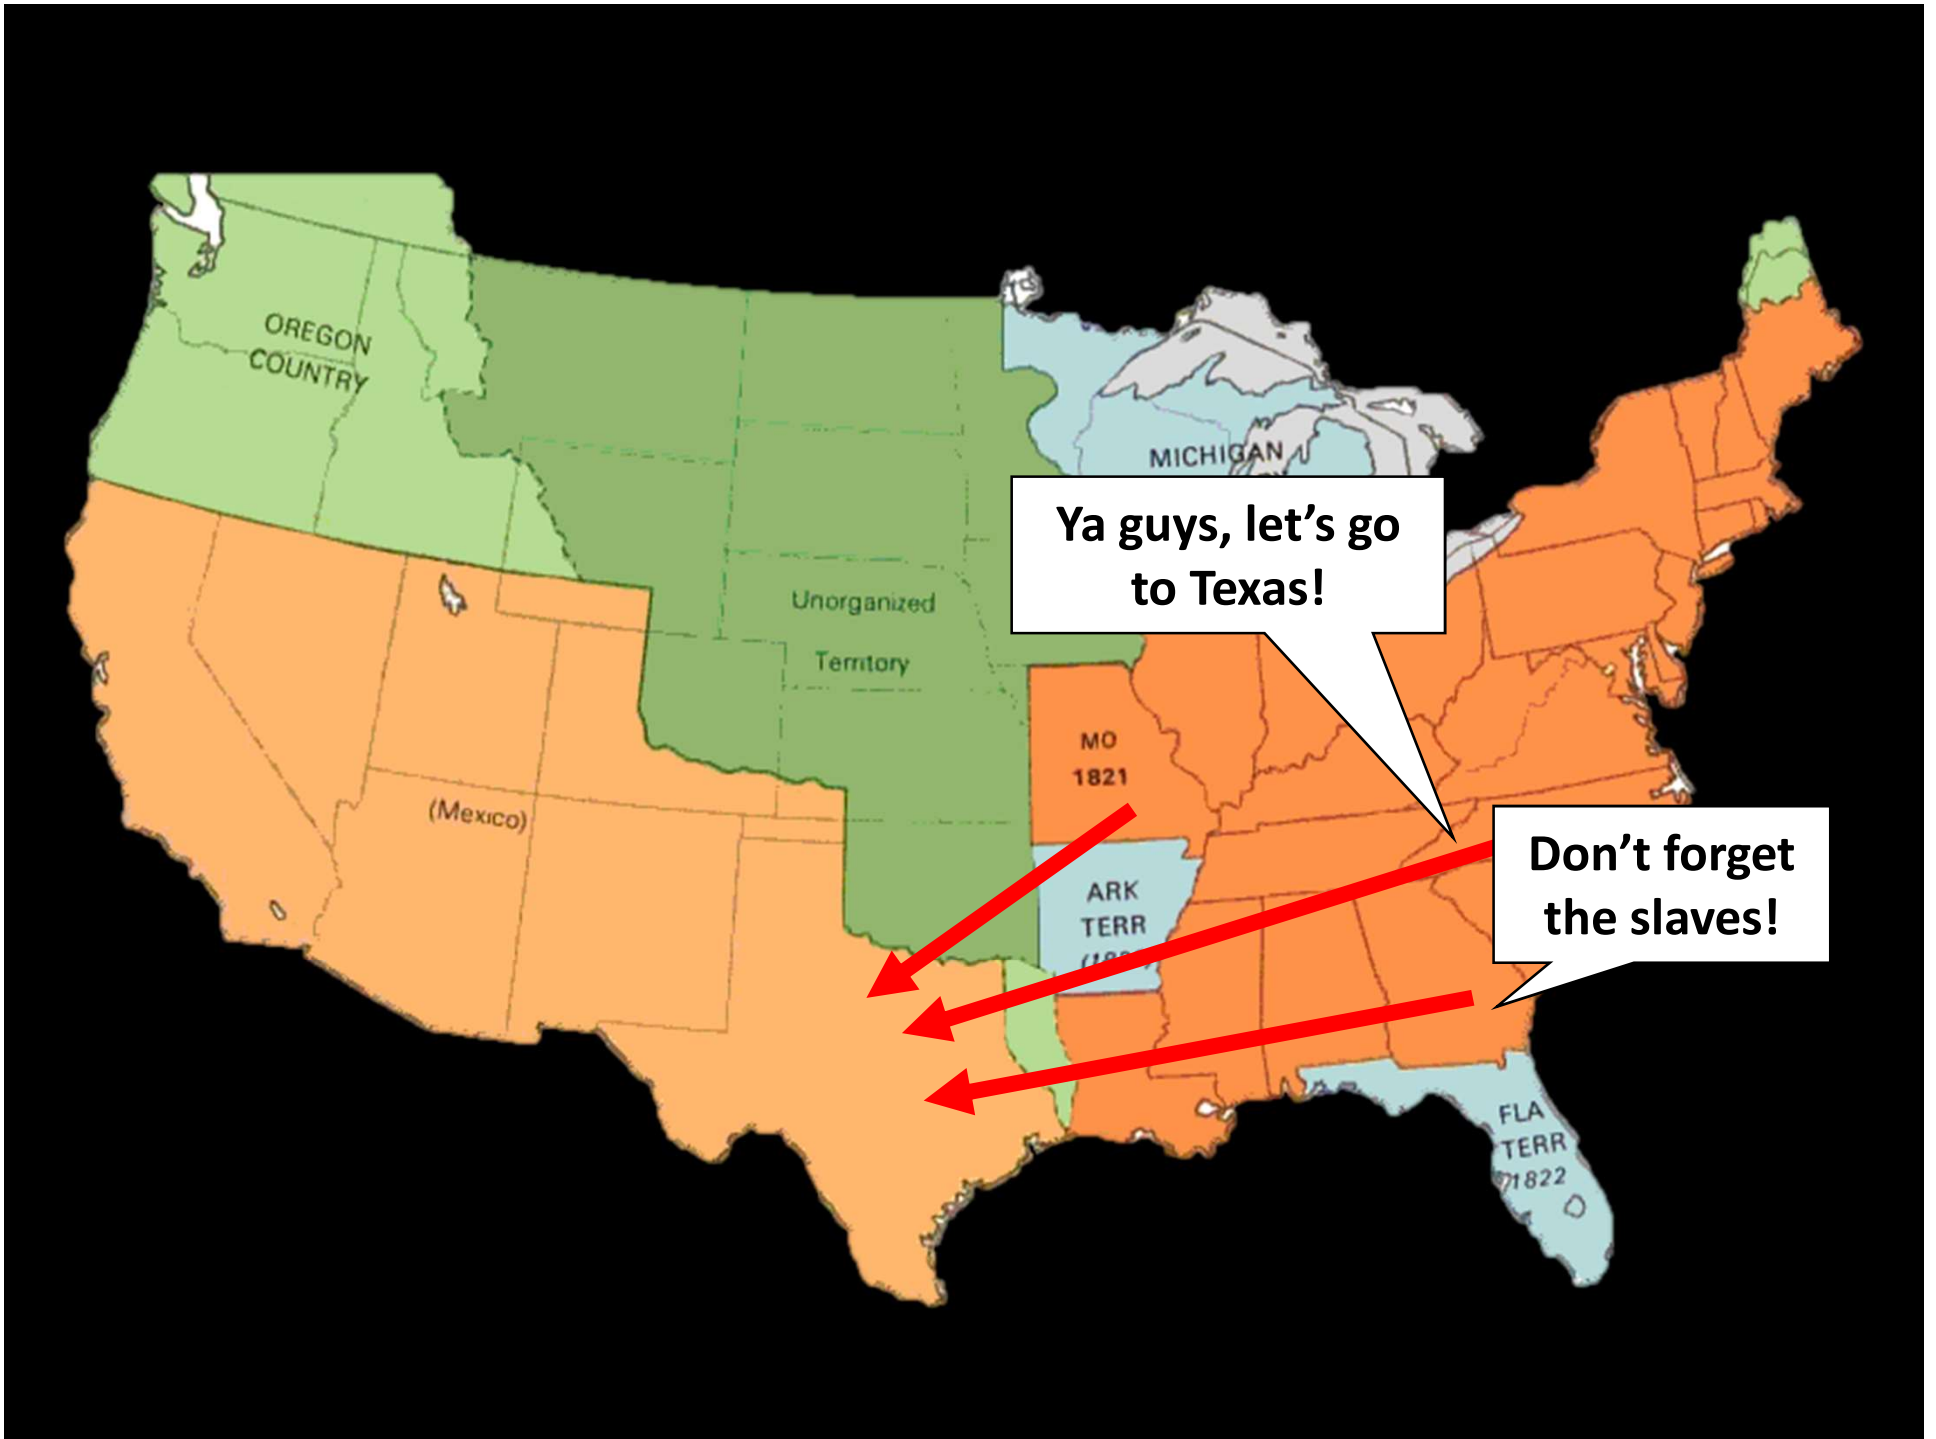 OREGON
COUNTRY
MICHIGAN
Ya guys, let's go
to Texas!
Unorganized
Territory
MO
1821
(Mexico)
Don't forget
the slaves!
ARK
TERR
FLA
TERR
1822